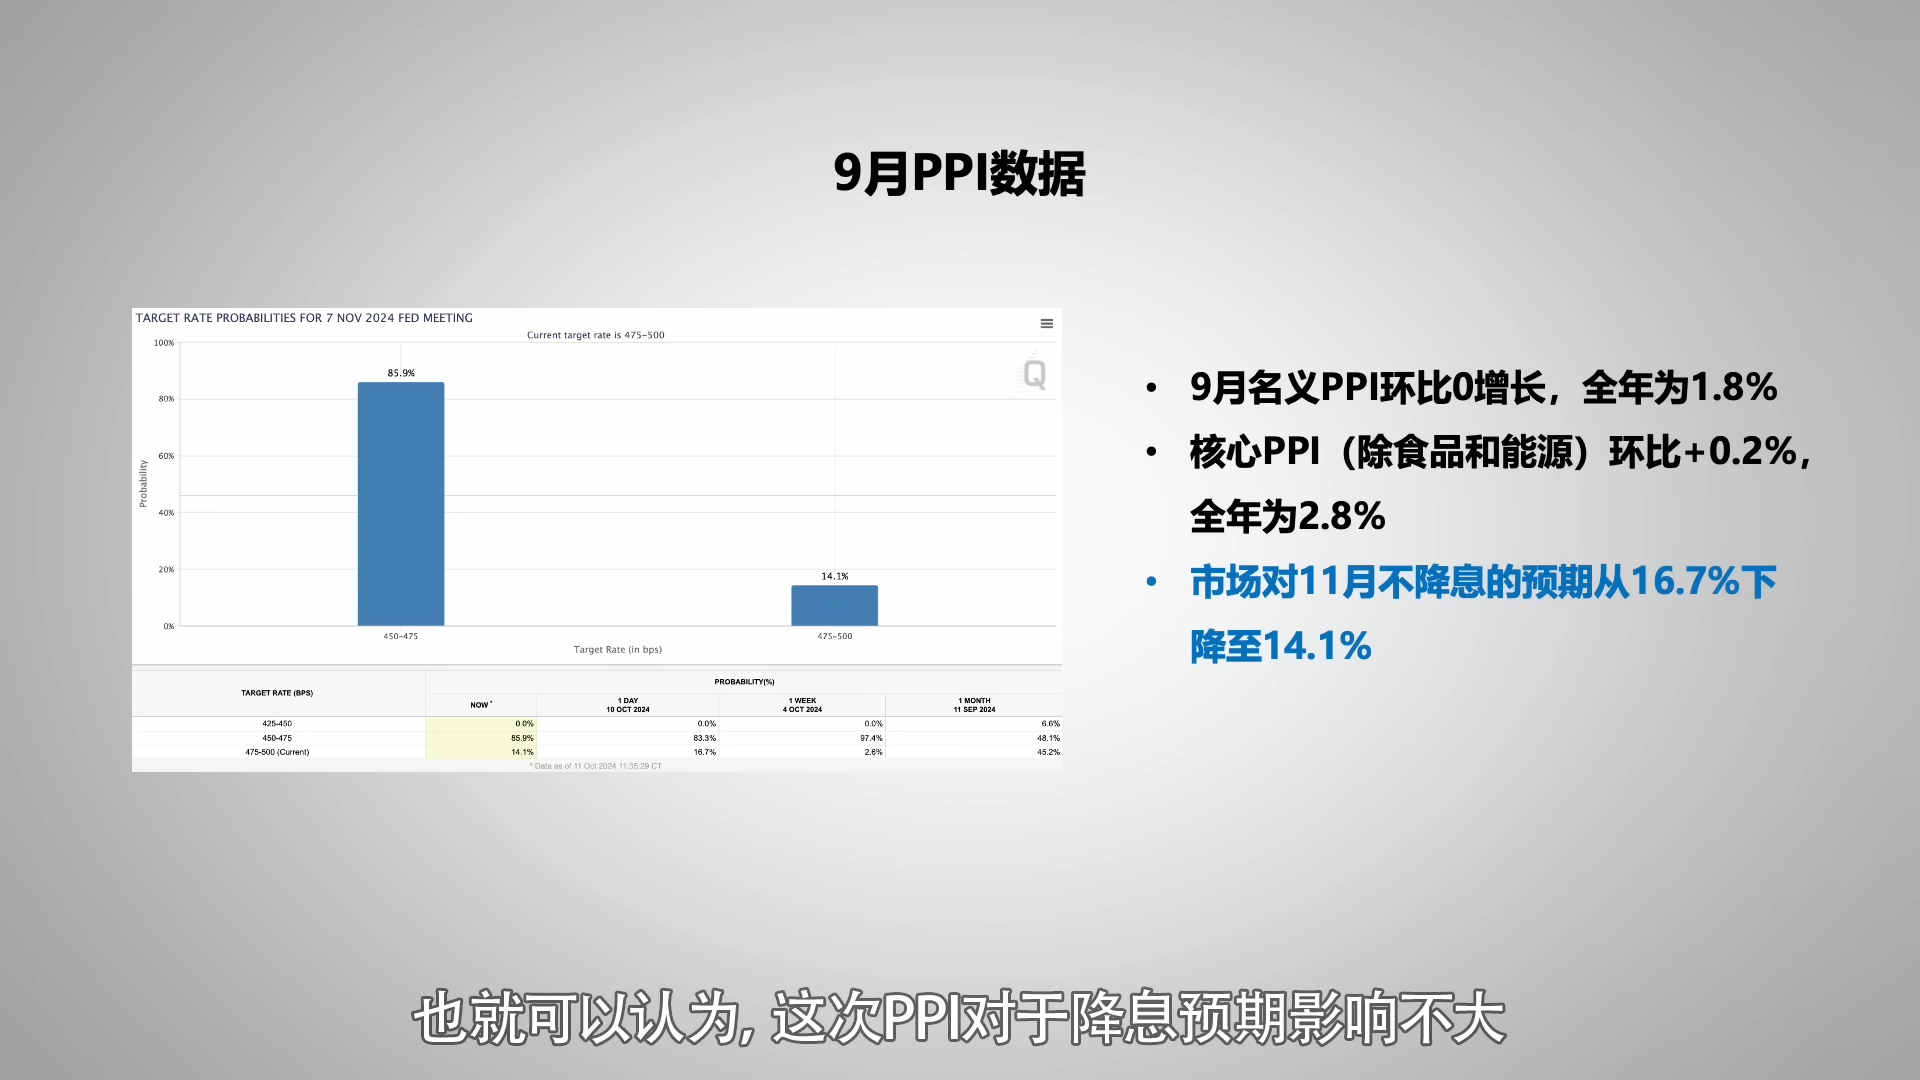 9月PPI数据
TARGET RATE PROBABILITIES FOR 7 NOV 2024 FED MEETING
Current target rate is 475-500
100%
80%
60%
40%
20%
0%
Probability
85.9%
14.1%
450-475
475-500
Target Rate (in bps)
Q
TARGET RATE (BPS)
PROBABILITY(%)
NOW *
1 DAY
10 OCT 2024
1 WEEK
4 OCT 2024
1 MONTH
11 SEP 2024
425-450 0.0% 0.0% 0.0% 6.6%
450-475 85.9% 83.3% 97.4% 48.1%
475-500 (Current) 14.1% 16.7% 2.6% 45.2%
* Data as of 11 Oct 2024 11:35:29 CT
• 9月名义PPI环比0增长，全年为1.8%
• 核心PPI（除食品和能源）环比+0.2%，
全年为2.8%
• 市场对11月不降息的预期从16.7%下
降至14.1%
也就可以认为, 这次PPI对于降息预期影响不大